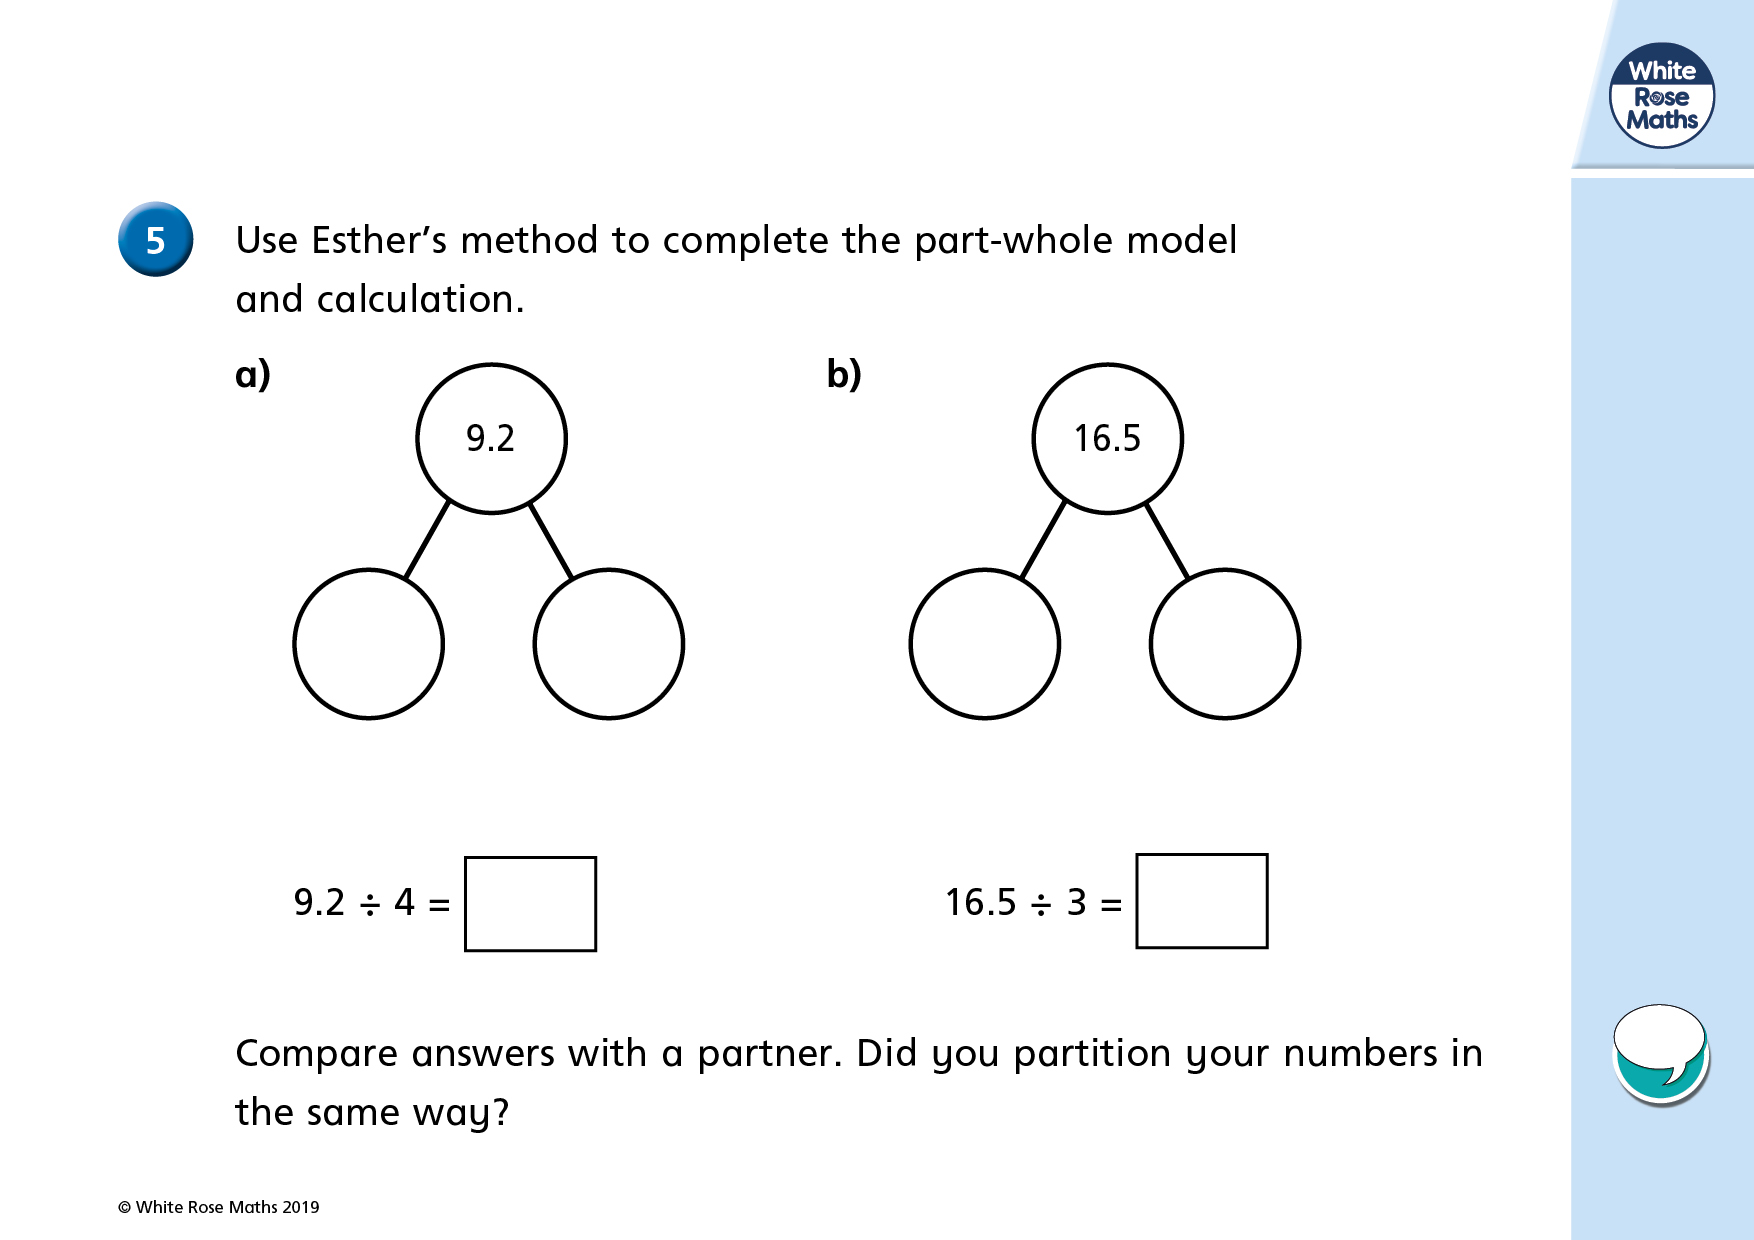 White
Rose
Maths
5 Use Esther’s method to complete the part-whole model
and calculation.
a) b)
9.2 16.5
9.2 ÷ 4 = 16.5 ÷ 3 =
Compare answers with a partner. Did you partition your numbers in
the same way?
© White Rose Maths 2019